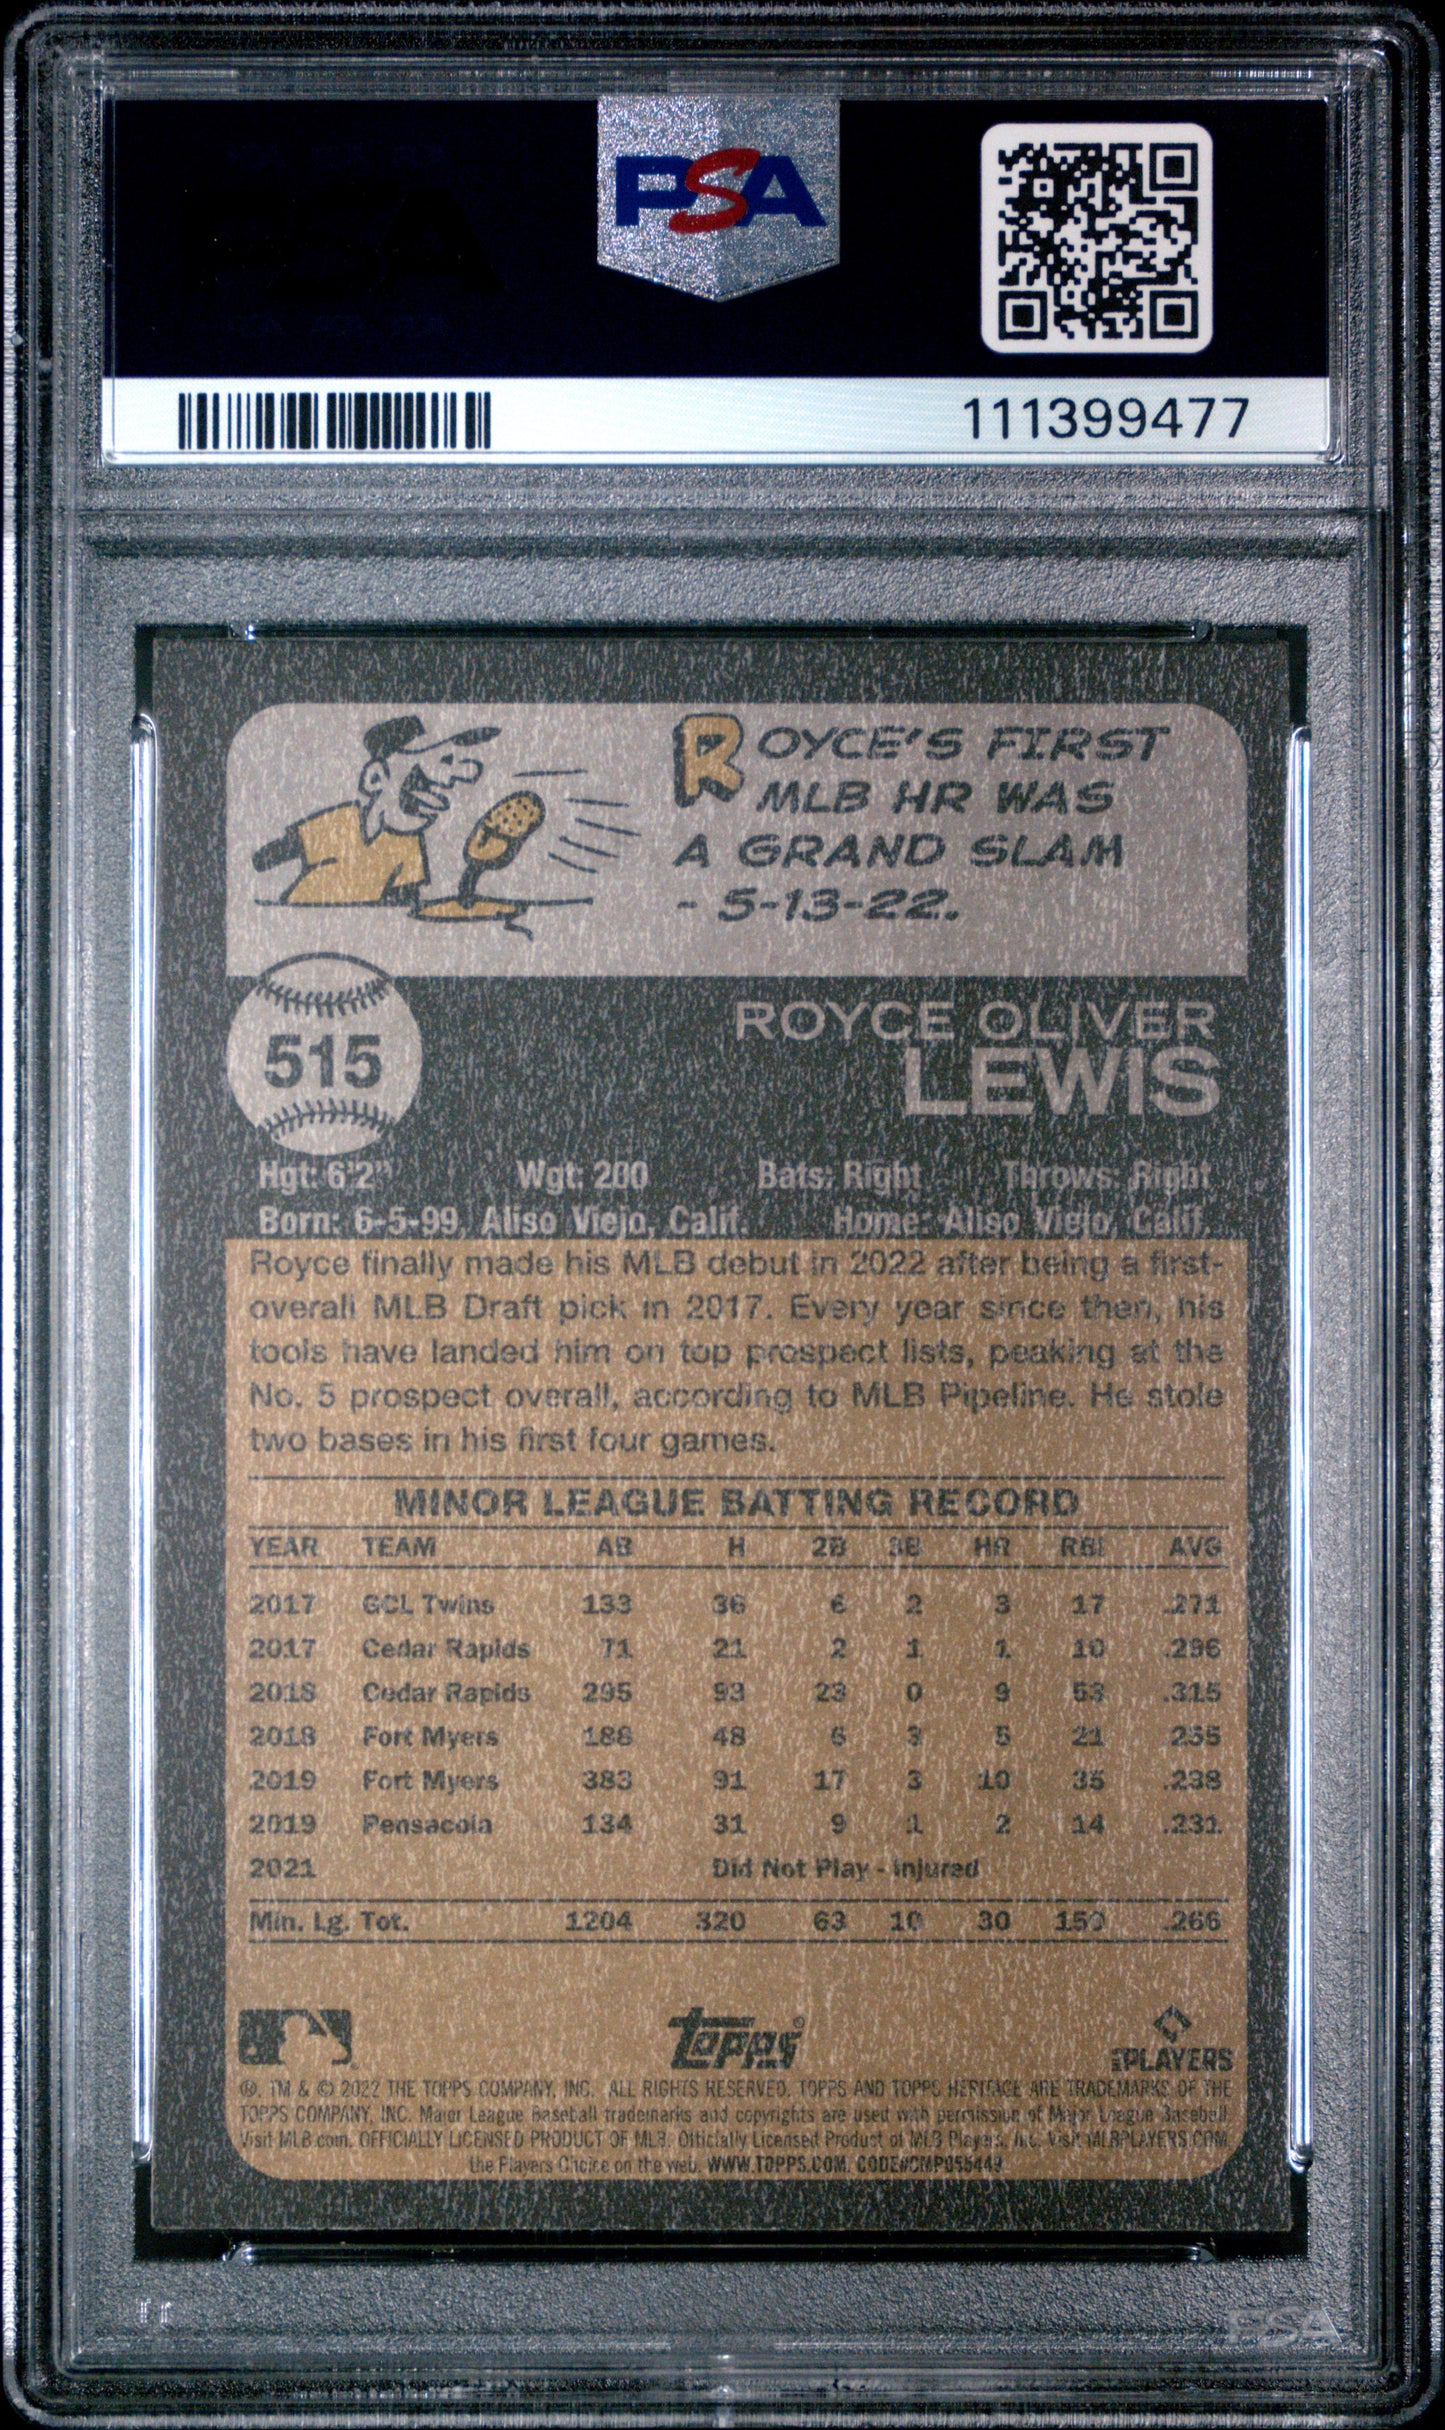 PSA
111399477
ROYCE'S FIRST
MLB HR WAS
A GRAND SLAM
- 5-13-22.
515
ROYCE OLIVER
LEWIS
Hgt: 6'2" Wgt: 200 Bats: Right Throws: Right
Born: 6-5-99, Aliso Viejo, Calif. Home: Aliso Viejo, Calif.
Royce finally made his MLB debut in 2022 after being a first-
overall MLB Draft pick in 2017. Every year since then, his
tools have landed him on top prospect lists, peaking at the
No. 5 prospect overall, according to MLB Pipeline. He stole
two bases in his first four games.
MINOR LEAGUE BATTING RECORD
YEAR TEAM AB H 2B 3B HR RBI AVG
2017 GCL Twins 133 36 6 2 3 17 .271
2017 Cedar Rapids 71 21 2 1 1 10 .296
2018 Cedar Rapids 295 93 23 0 9 53 .315
2018 Fort Myers 188 48 6 3 5 21 .255
2019 Fort Myers 383 91 17 3 10 35 .238
2019 Pensacola 134 31 9 1 2 14 .231
2021 Did Not Play - Injured
Min. Lg. Tot. 1204 320 63 10 30 150 .266
Topps®
MLB PLAYERS
®, TM & © 2022 THE TOPPS COMPANY, INC. ALL RIGHTS RESERVED. TOPPS AND TOPPS HERITAGE ARE TRADEMARKS OF THE
TOPPS COMPANY, INC. Major League Baseball trademarks and copyrights are used with permission of Major League Baseball.
Visit MLB.com. OFFICIALLY LICENSED PRODUCT OF MLB. Officially Licensed Product of MLB Players, Inc. Visit MLBPLAYERS.COM,
the Players Choice on the web. WWW.TOPPS.COM. CODE#CMP055449
PSA